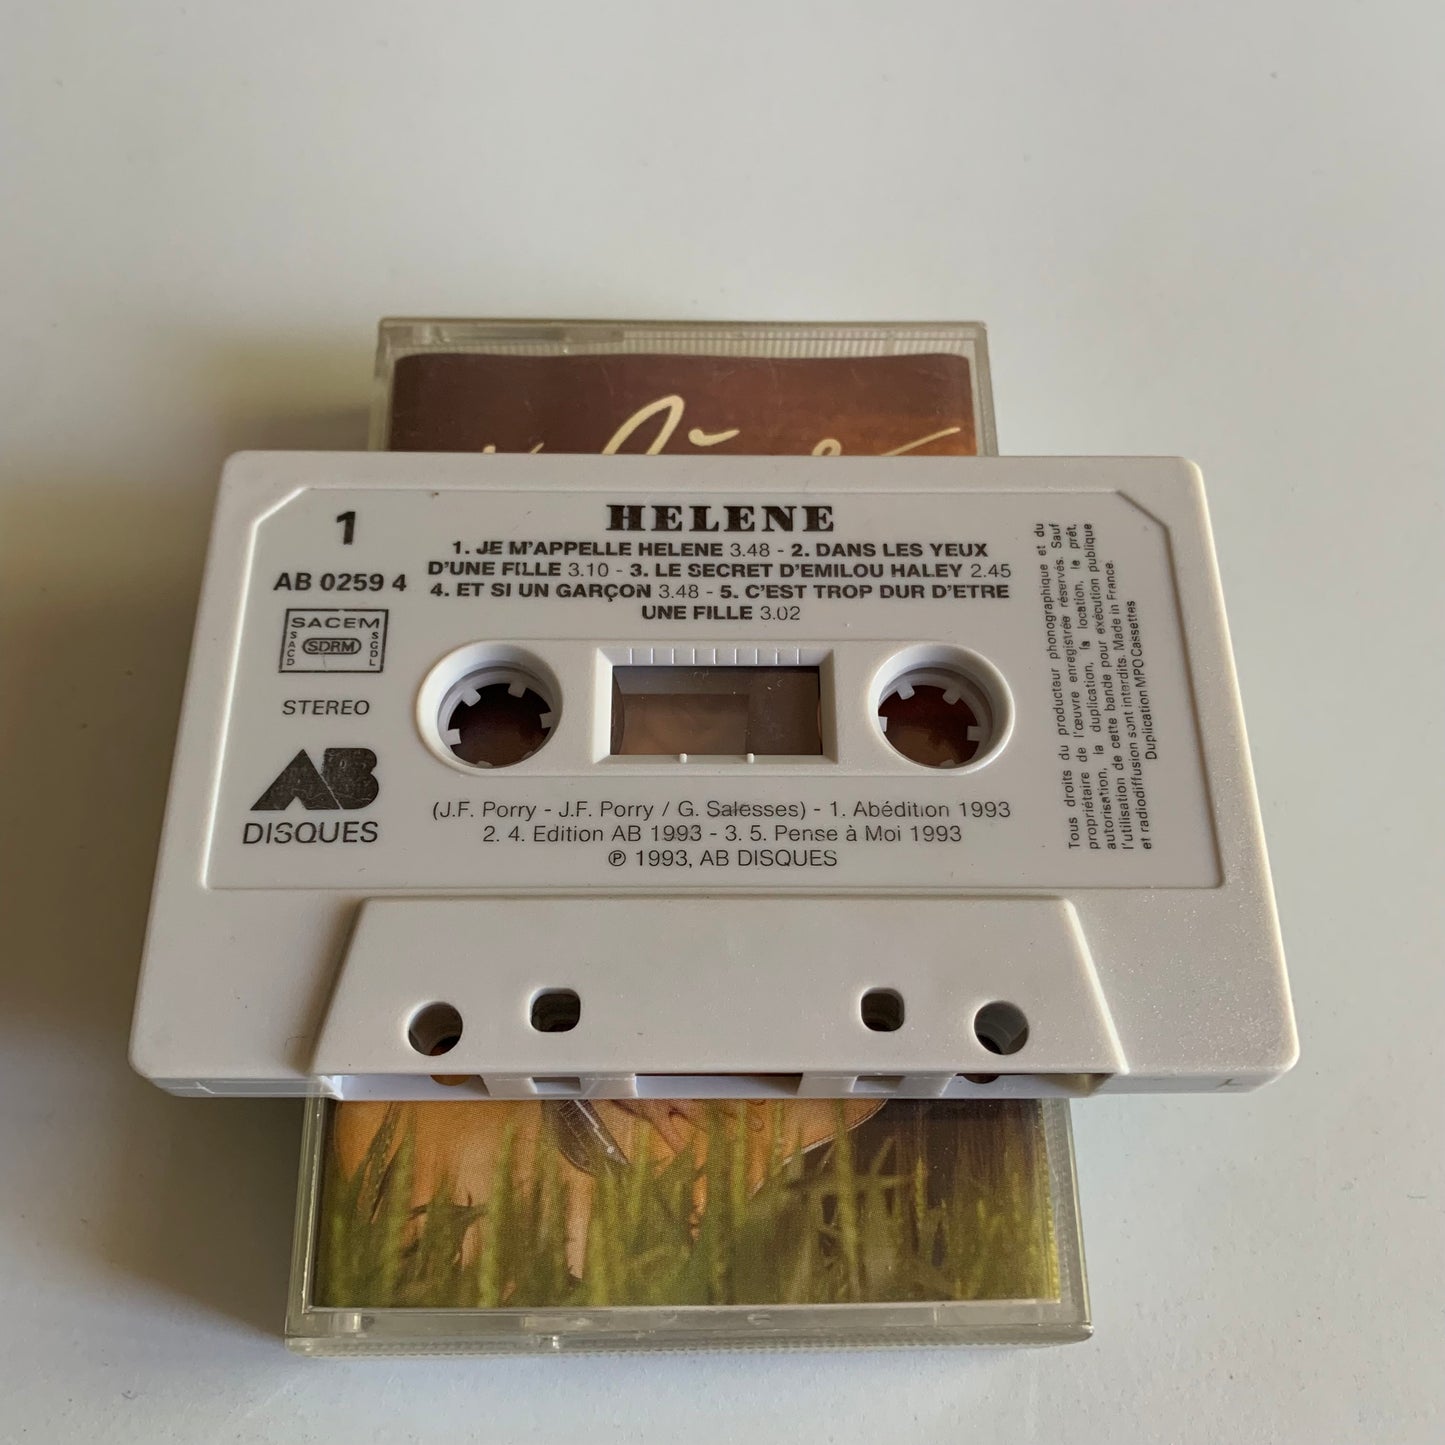 1
AB 0259 4
SACEM
SACD
SDRM
SGDL
STEREO
AB
DISQUES
HELENE
1. JE M'APPELLE HELENE 3.48 - 2. DANS LES YEUX
D'UNE FILLE 3.10 - 3. LE SECRET D'EMILOU HALEY 2.45
4. ET SI UN GARÇON 3.48 - 5. C'EST TROP DUR D'ETRE
UNE FILLE 3.02
(J.F. Porry - J.F. Porry / G. Salesses) - 1. Abédition 1993
2. 4. Edition AB 1993 - 3. 5. Pense à Moi 1993
℗ 1993, AB DISQUES
Tous droits du producteur phonographique et du
propriétaire de l'œuvre enregistrée réservés. Sauf
autorisation, la duplication, la location, le prêt,
l'utilisation de cette bande pour exécution publique
et radiodiffusion sont interdits. Made in France.
Duplication MPO Cassettes